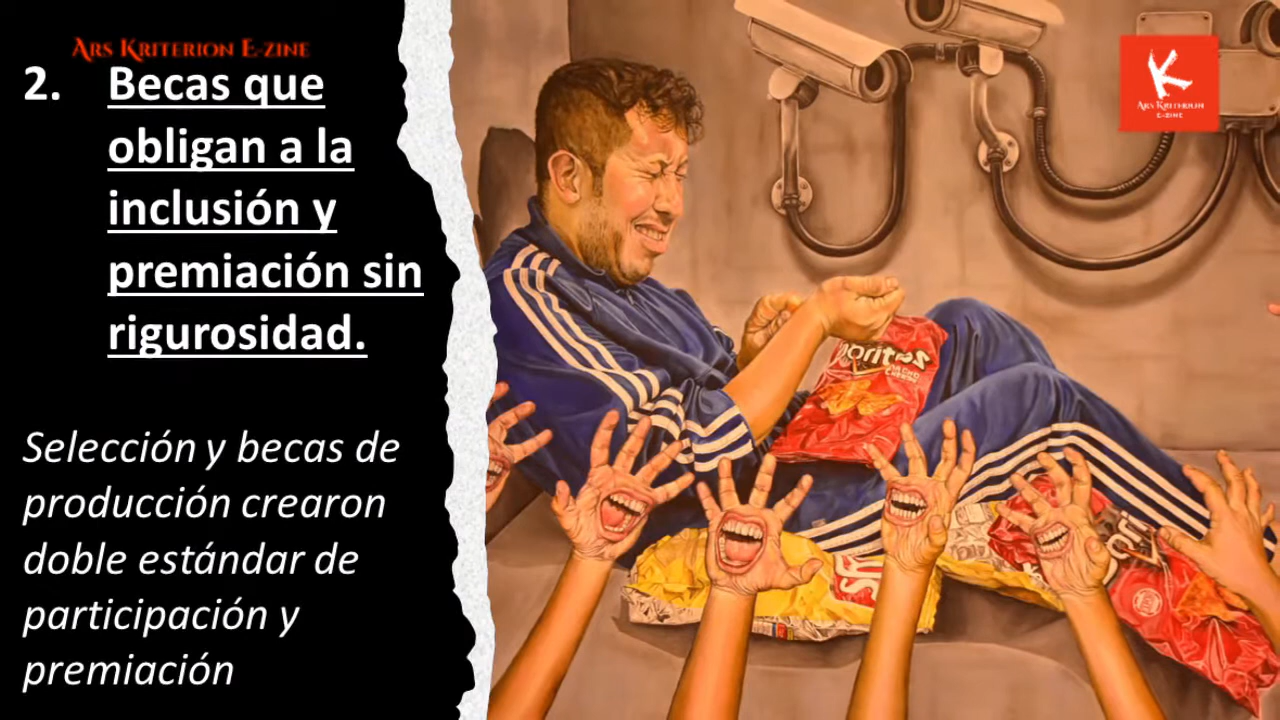 ARS KRITERION E-ZINE
2. Becas que
obligan a la
inclusión y
premiación sin
rigurosidad.
Selección y becas de
producción crearon
doble estándar de
participación y
premiación
K
ARS KRITERION
E-ZINE
Doritos
NACHO